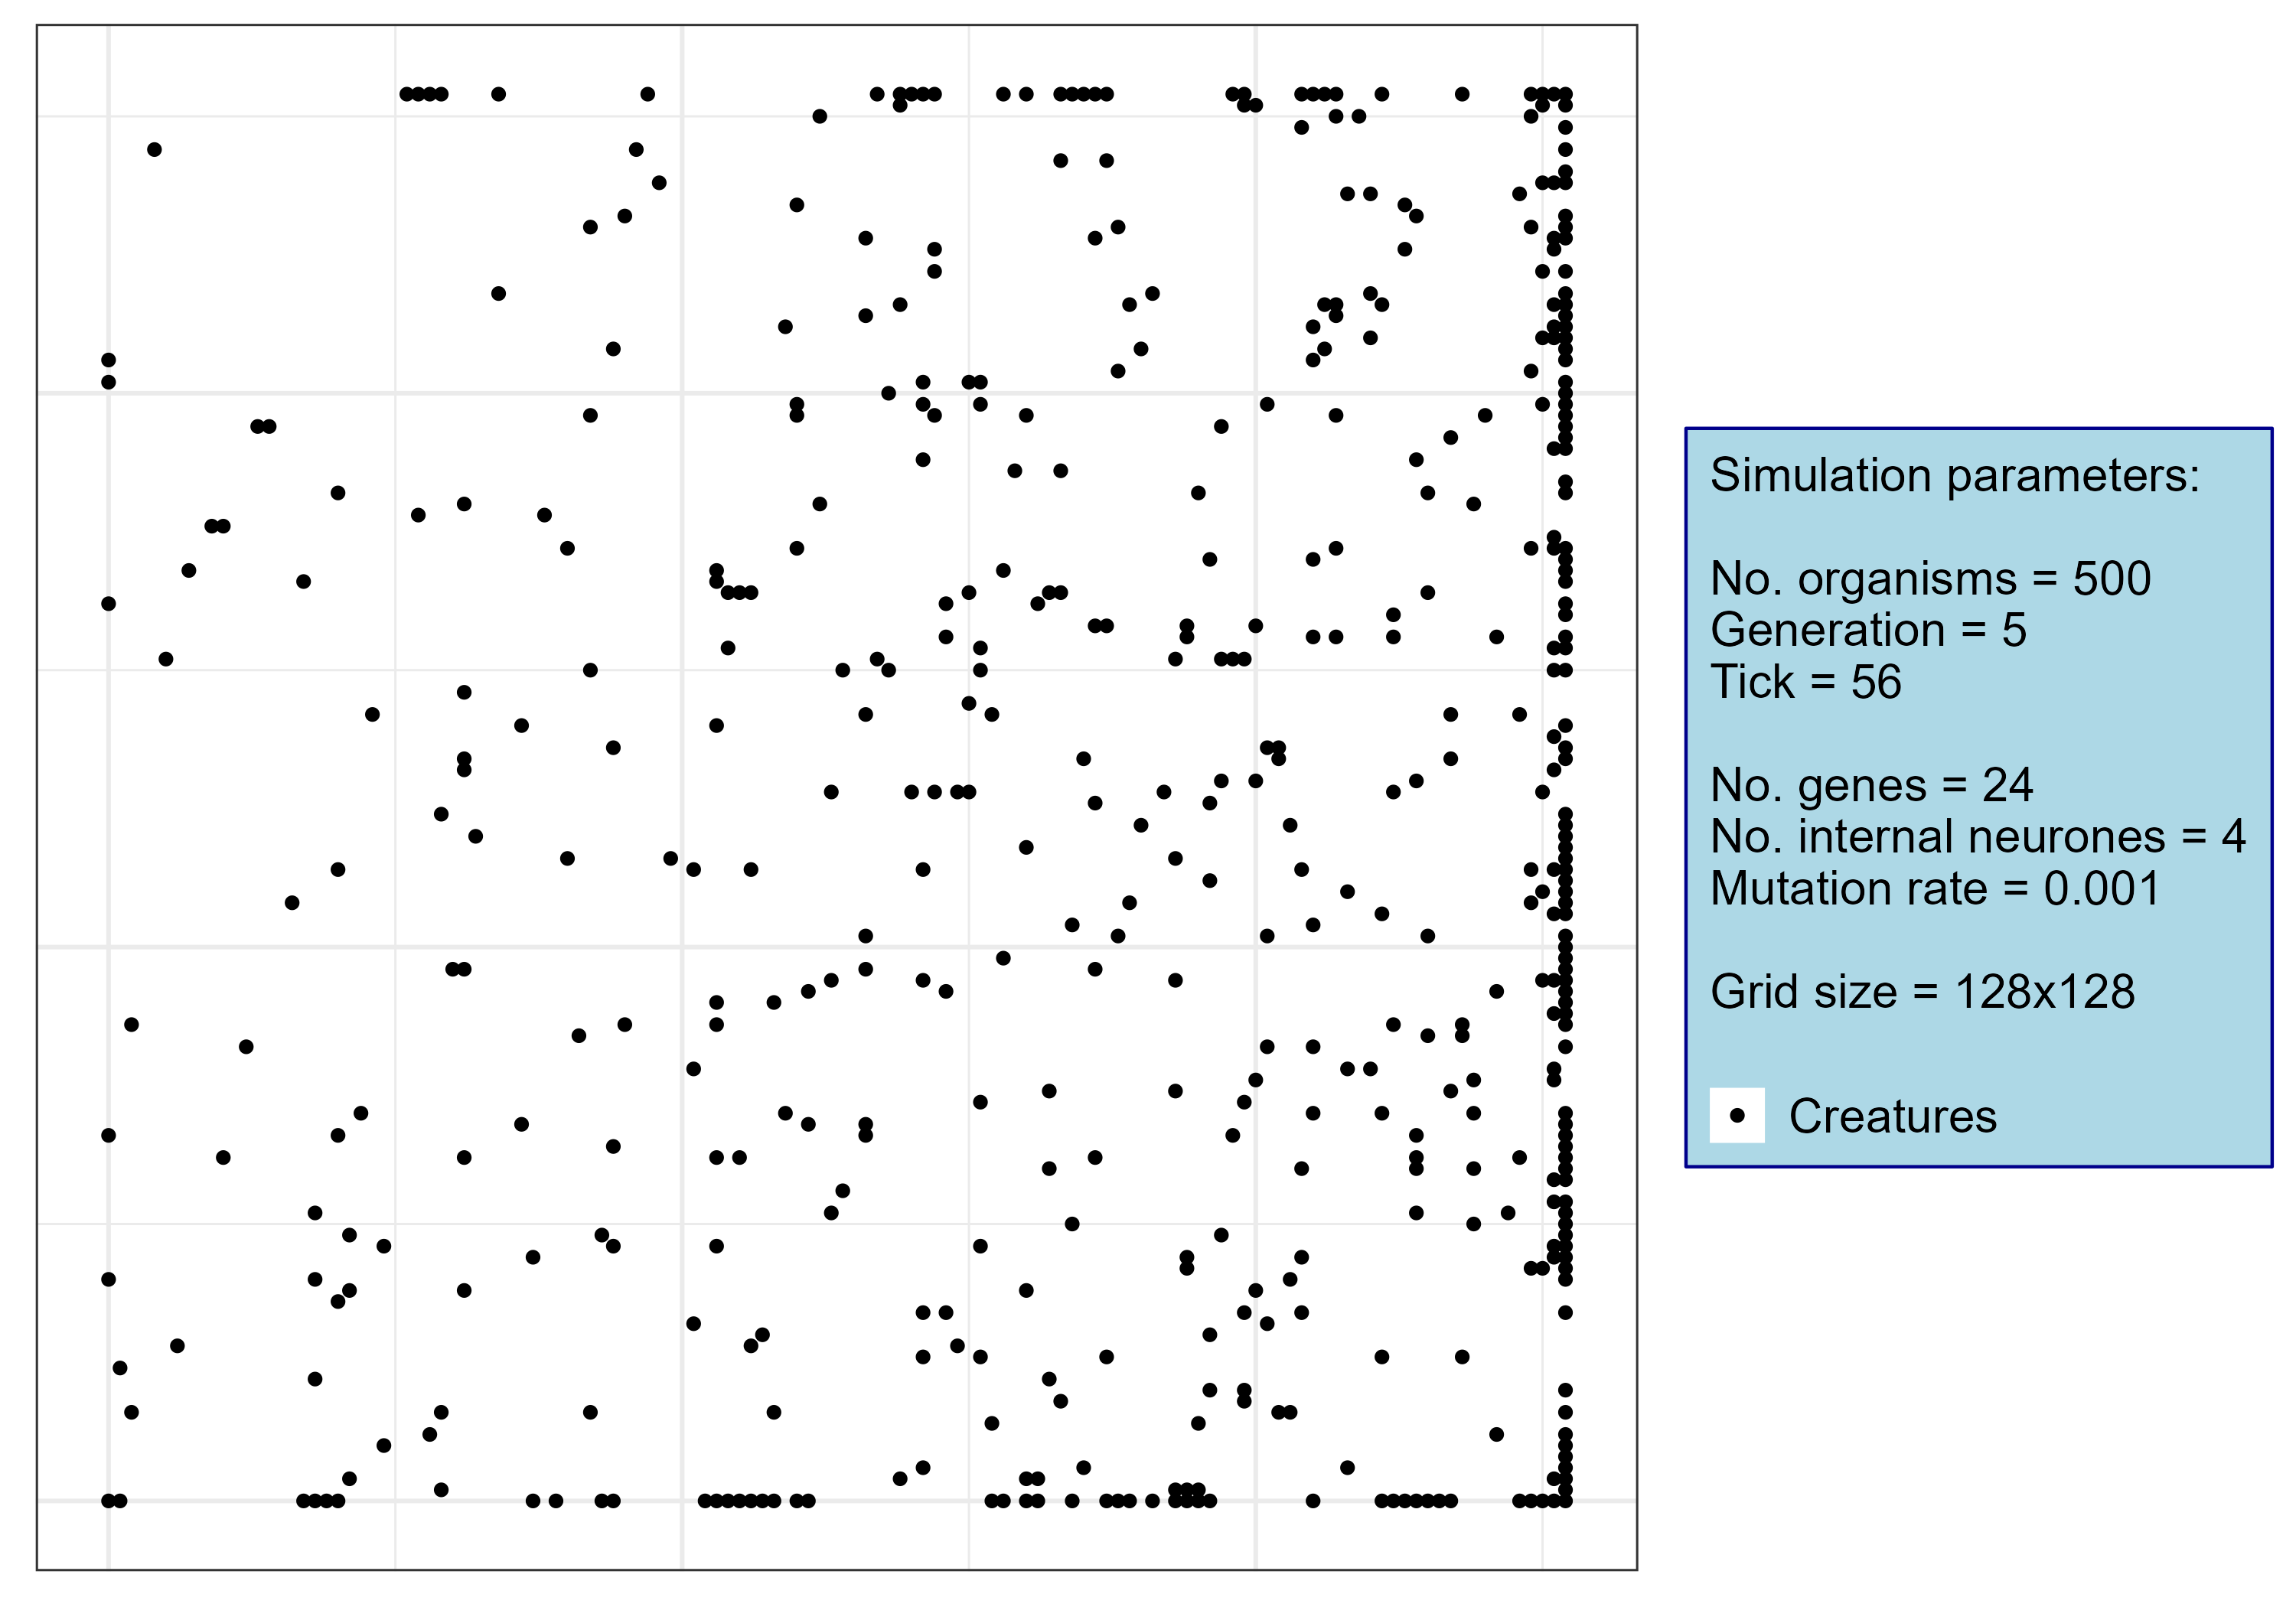 Simulation parameters:
No. organisms = 500
Generation = 5
Tick = 56
No. genes = 24
No. internal neurones = 4
Mutation rate = 0.001
Grid size = 128x128
Creatures